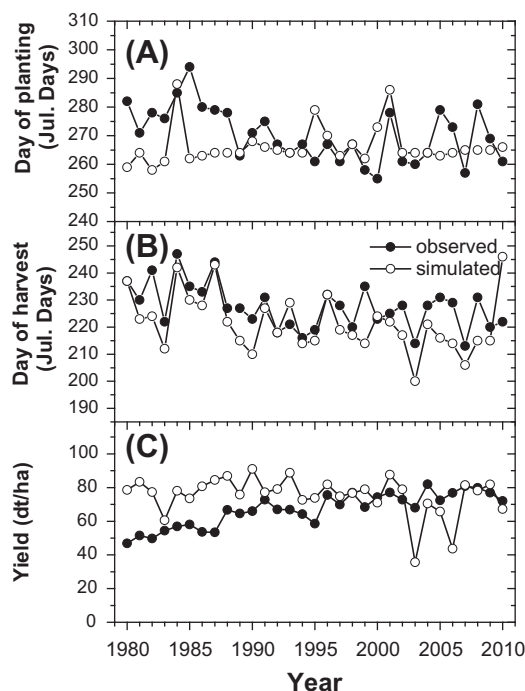 Day of planting
(Jul. Days)
310
300
290
280
270
260
250
240
(A)
Day of harvest
(Jul. Days)
250
240
230
220
210
200
190
(B)
observed
simulated
Yield (dt/ha)
100
80
60
40
20
0
(C)
1980 1985 1990 1995 2000 2005 2010
Year